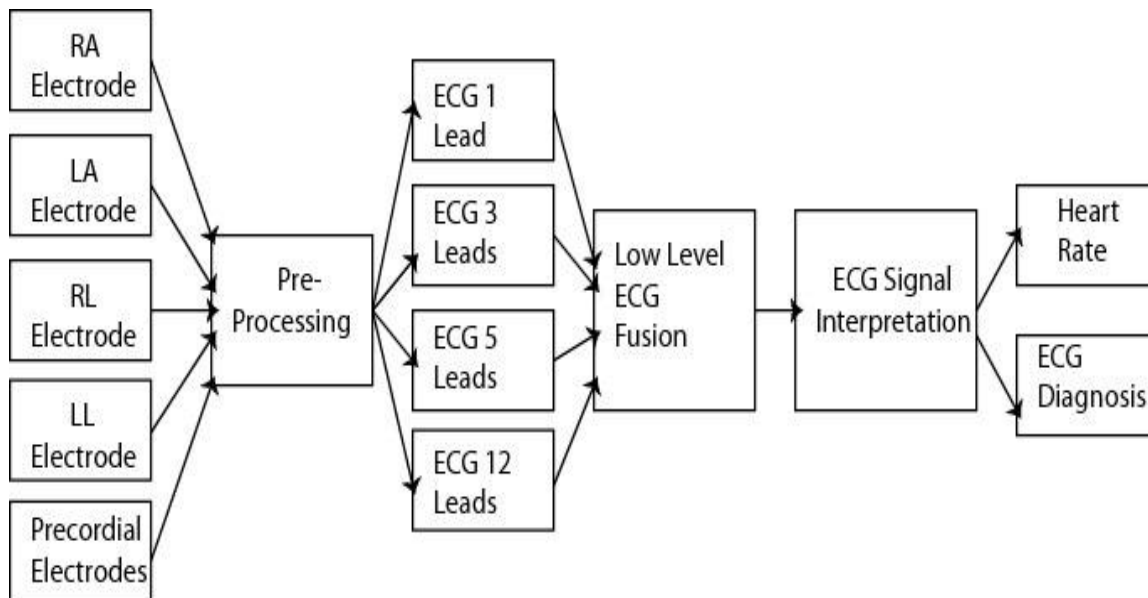 RA
Electrode
LA
Electrode
RL
Electrode
LL
Electrode
Precordial
Electrodes
Pre-
Processing
ECG 1
Lead
ECG 3
Leads
ECG 5
Leads
ECG 12
Leads
Low Level
ECG
Fusion
ECG Signal
Interpretation
Heart
Rate
ECG
Diagnosis